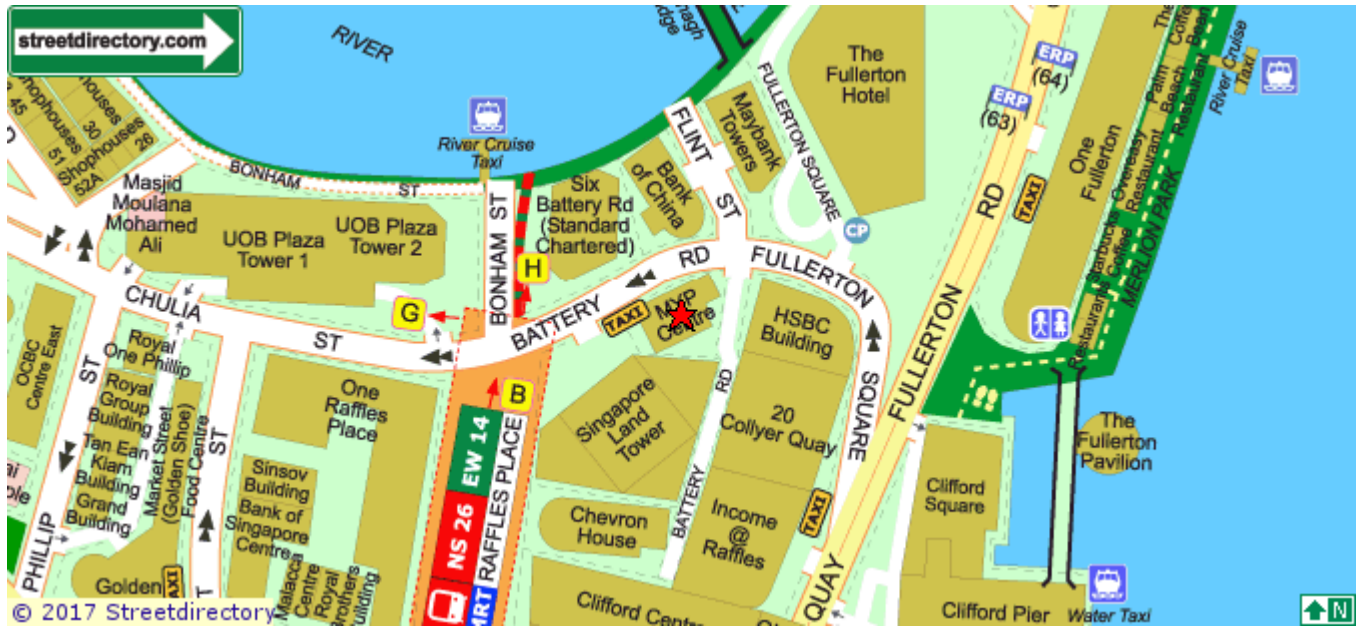 streetdirectory.com
RIVER
River Cruise
Taxi
BONHAM
ST
Shophouses
30
26
45
51
Shophouses
52A
Masjid
Moulana
Mohamed
Ali
UOB Plaza
Tower 1
UOB Plaza
Tower 2
BONHAM ST
Six
Battery Rd
(Standard
Chartered)
Bank
of
China
FLINT
ST
Maybank
Towers
FULLERTON SQUARE
The
Fullerton
Hotel
CP
ERP
(64)
ERP
(63)
TAXI
One
Fullerton
The
Coffee
Bean
Palm
Beach
Restaurant
Overeasy
Restaurant
Starbucks
Coffee
Restaurants
MERLION PARK
River Cruise
Taxi
H
G
B
CHULIA
ST
BATTERY
RD
FULLERTON
SQUARE
TAXI
MYP
Centre
HSBC
Building
FULLERTON
RD
OCBC
Centre East
ST
PHILLIP
Royal
One Phillip
Royal
Group
Building
Tan Ean
Kiam
Building
Grand
Building
Market Street
(Golden Shoe)
Food Centre
ST
One
Raffles
Place
Sinsov
Building
Bank of
Singapore
Centre
Malacca
Centre
Royal
Brothers
Building
Golden
TAXI
EW 14
NS 26
RAFFLES PLACE
MRT
Singapore
Land
Tower
Chevron
House
BATTERY
RD
20
Collyer Quay
Income
@
Raffles
TAXI
QUAY
Clifford
Square
The
Fullerton
Pavilion
Clifford Pier
Water Taxi
N
© 2017 Streetdirectory